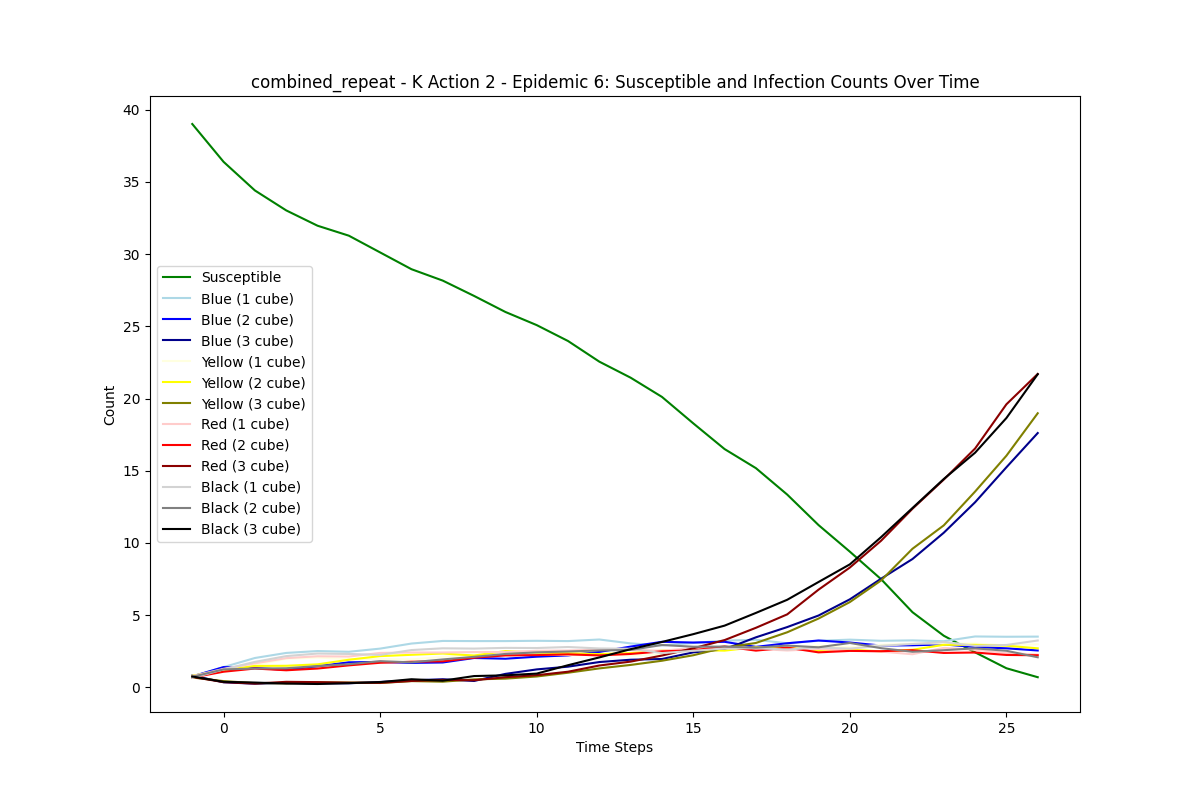 combined_repeat - K Action 2 - Epidemic 6: Susceptible and Infection Counts Over Time
40
35
30
25
20
15
10
5
0
Count
Susceptible
Blue (1 cube)
Blue (2 cube)
Blue (3 cube)
Yellow (1 cube)
Yellow (2 cube)
Yellow (3 cube)
Red (1 cube)
Red (2 cube)
Red (3 cube)
Black (1 cube)
Black (2 cube)
Black (3 cube)
0 5 10 15 20 25
Time Steps